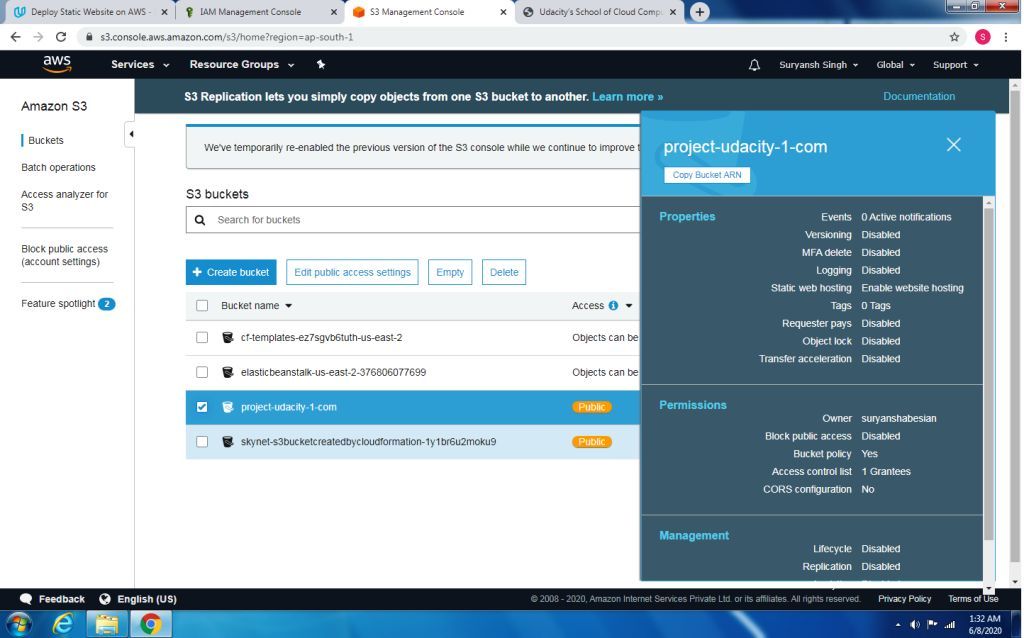 Deploy Static Website on AWS -
IAM Management Console
S3 Management Console
Udacity's School of Cloud Comp
s3.console.aws.amazon.com/s3/home?region=ap-south-1
S
aws
Services
Resource Groups
Suryansh Singh
Global
Support
Amazon S3
Buckets
Batch operations
Access analyzer for
S3
Block public access
(account settings)
Feature spotlight 2
S3 Replication lets you simply copy objects from one S3 bucket to another. Learn more »
Documentation
We've temporarily re-enabled the previous version of the S3 console while we continue to improve t
S3 buckets
Search for buckets
+ Create bucket
Edit public access settings
Empty
Delete
Bucket name
Access
cf-templates-ez7sgvb6tuth-us-east-2
Objects can be
elasticbeanstalk-us-east-2-376806077699
Objects can be
project-udacity-1-com
Public
skynet-s3bucketcreatedbycloudformation-1y1br6u2moku9
Public
project-udacity-1-com
Copy Bucket ARN
Properties
Events 0 Active notifications
Versioning Disabled
MFA delete Disabled
Logging Disabled
Static web hosting Enable website hosting
Tags 0 Tags
Requester pays Disabled
Object lock Disabled
Transfer acceleration Disabled
Permissions
Owner suryanshabesian
Block public access Disabled
Bucket policy Yes
Access control list 1 Grantees
CORS configuration No
Management
Lifecycle Disabled
Replication Disabled
Feedback
English (US)
© 2008 - 2020, Amazon Internet Services Private Ltd. or its affiliates. All rights reserved.
Privacy Policy
Terms of Use
1:32 AM
6/8/2020